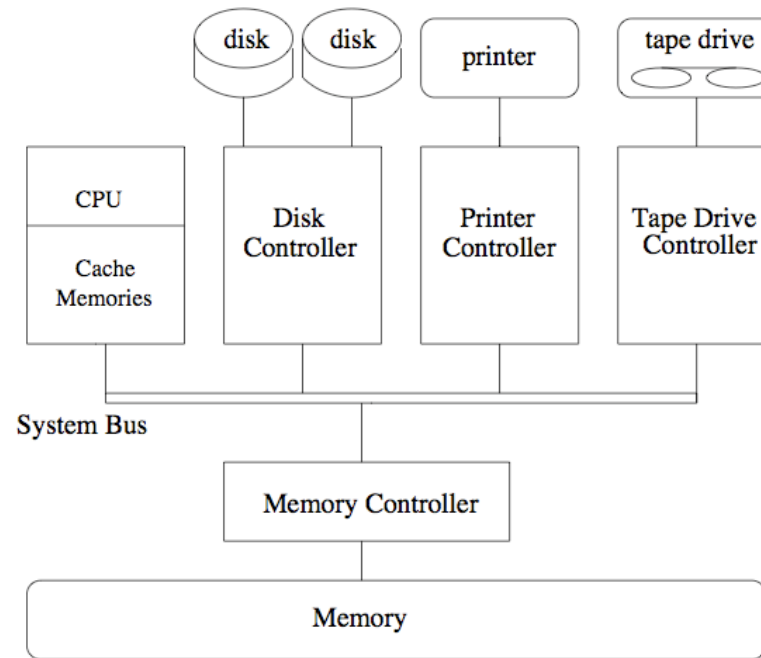 disk
disk
printer
tape drive
CPU
Cache
Memories
Disk
Controller
Printer
Controller
Tape Drive
Controller
System Bus
Memory Controller
Memory